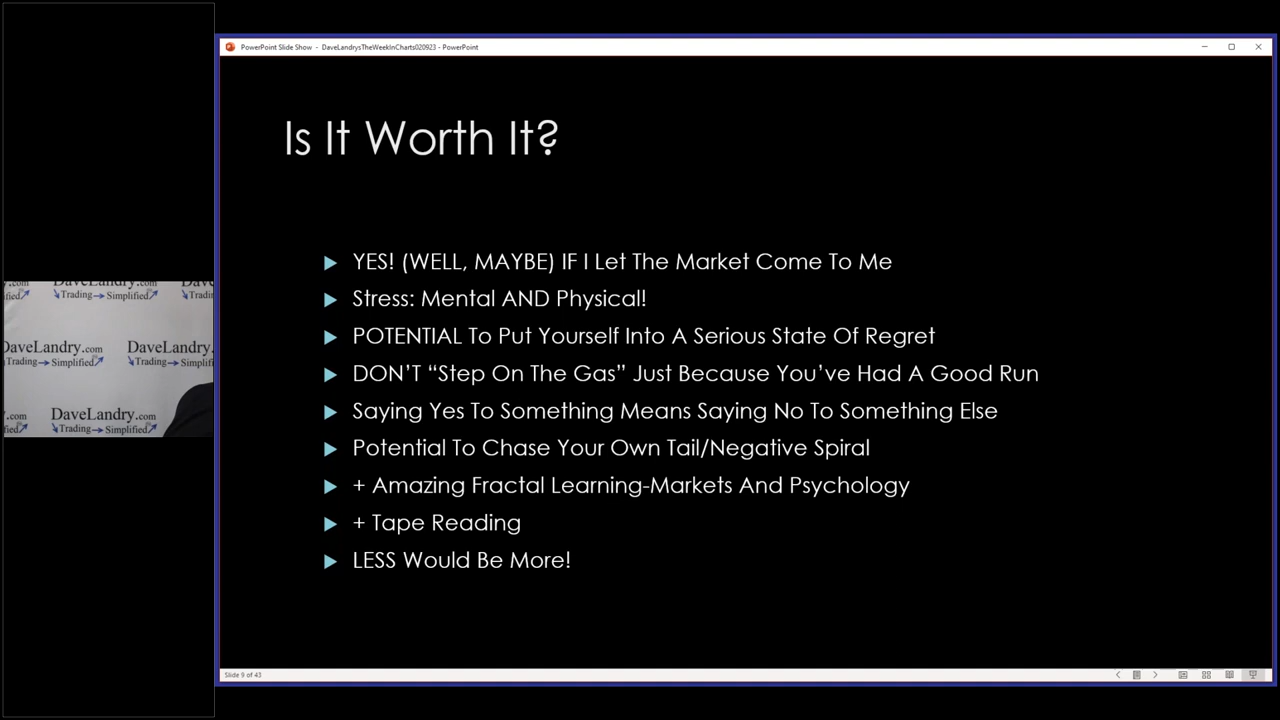 PowerPoint Slide Show - DaveLandrysTheWeekInCharts020923 - PowerPoint
Is It Worth It?
YES! (WELL, MAYBE) IF I Let The Market Come To Me
Stress: Mental AND Physical!
POTENTIAL To Put Yourself Into A Serious State Of Regret
DON'T “Step On The Gas” Just Because You've Had A Good Run
Saying Yes To Something Means Saying No To Something Else
Potential To Chase Your Own Tail/Negative Spiral
+ Amazing Fractal Learning-Markets And Psychology
+ Tape Reading
LESS Would Be More!
Slide 9 of 43
Trading Simplified
DaveLandry.com DaveLandry.
Trading Simplified Trading Simplif
DaveLandry.com
Trading Simplified